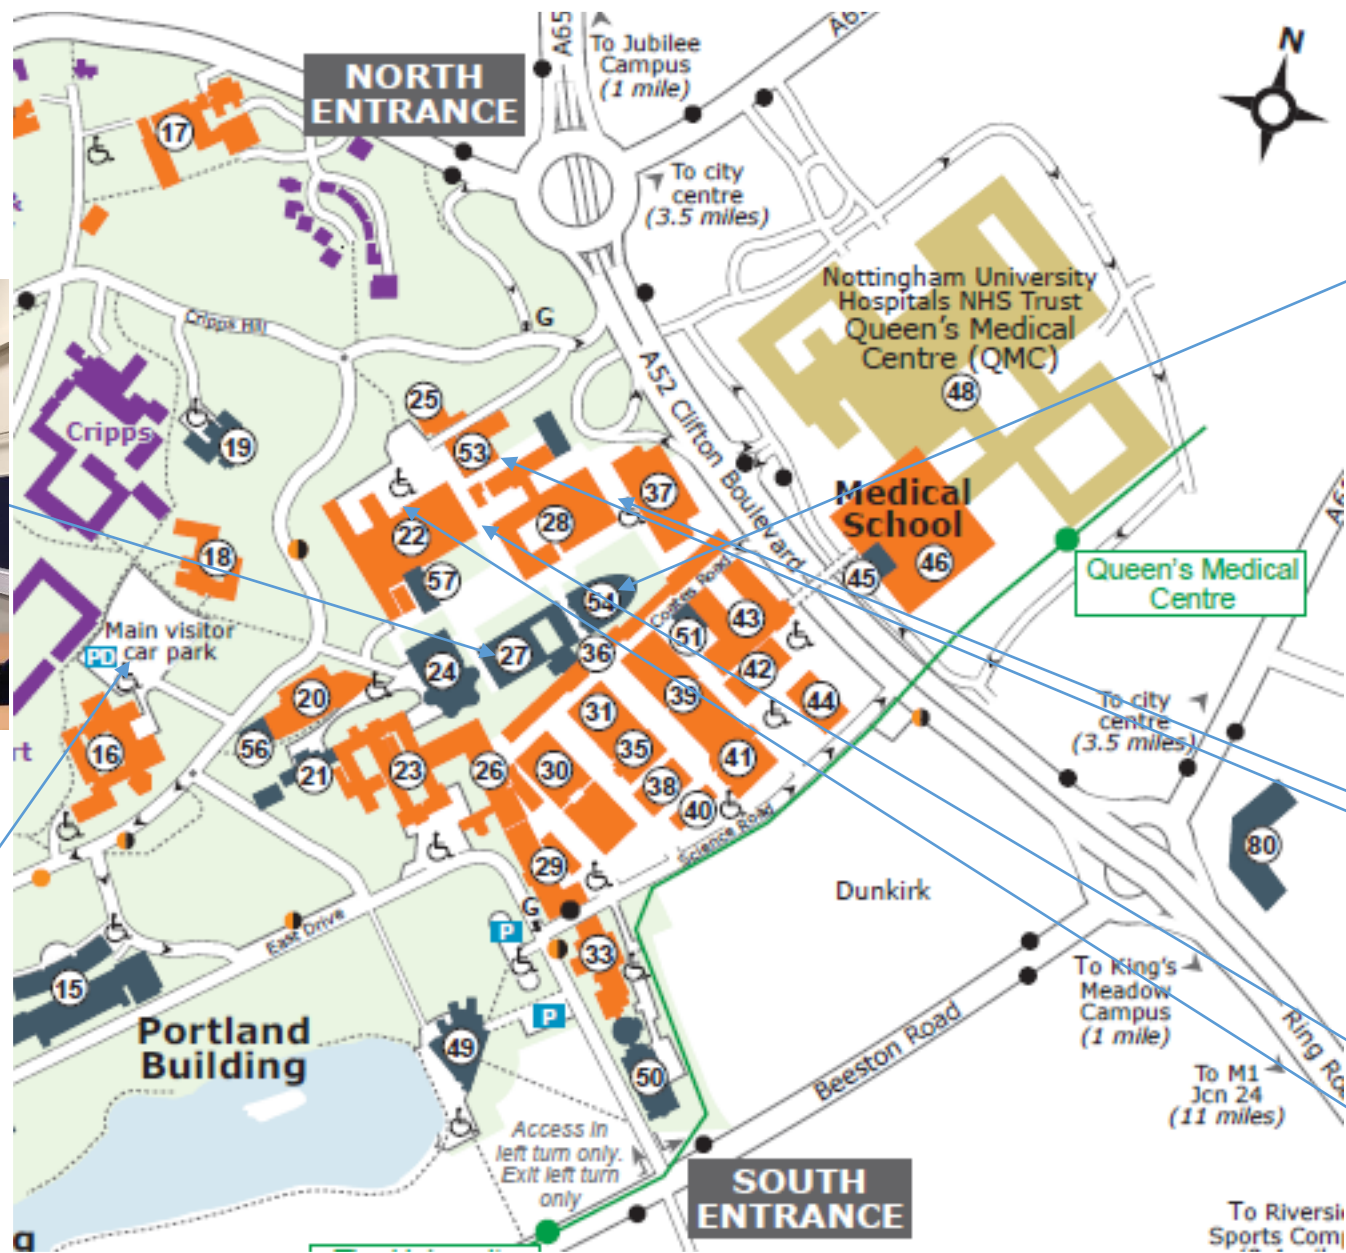 NORTH
ENTRANCE
A65
To Jubilee
Campus
(1 mile)
N
17
To city
centre
(3.5 miles)
Nottingham University
Hospitals NHS Trust
Queen's Medical
Centre (QMC)
48
Cripps Hill
G
A52 Clifton Boulevard
25
Cripps
19
53
37
28
22
Medical
School
46
45
18
57
54
Coates Road
43
51
Queen's Medical
Centre
Main visitor
car park
PD
27
36
24
42
39
44
20
31
To city
centre
(3.5 miles)
56
16
21
23
26
30
35
38
41
40
Science Road
29
80
Dunkirk
G
P
East Drive
33
15
To King's
Meadow
Campus
(1 mile)
P
Portland
Building
49
50
Beeston Road
To M1
Jcn 24
(11 miles)
Access in
left turn only.
Exit left turn
only
SOUTH
ENTRANCE